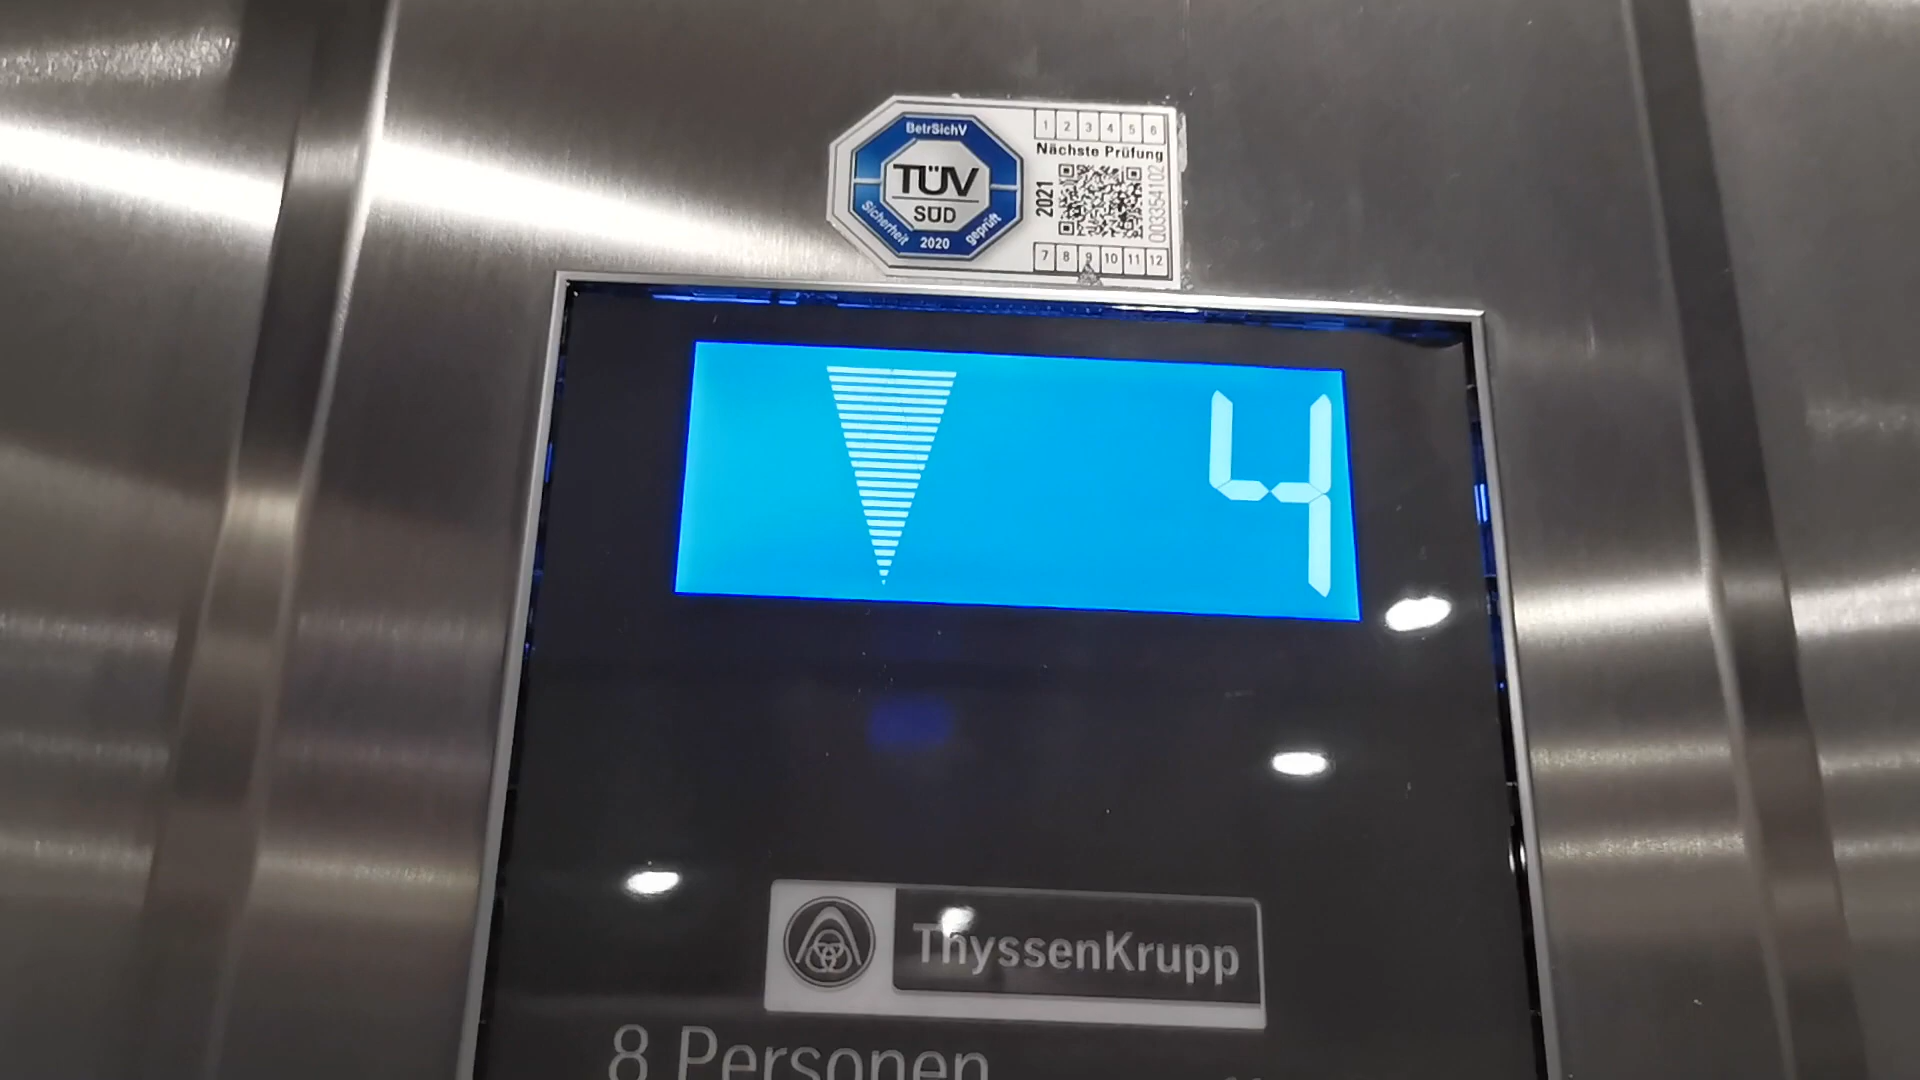 BetrSichV
TÜV
SÜD
Sicherheit 2020 geprüft
1 2 3 4 5 6
Nächste Prüfung
2021
Q03354102
7 8 9 10 11 12
4
ThyssenKrupp
8 Personen